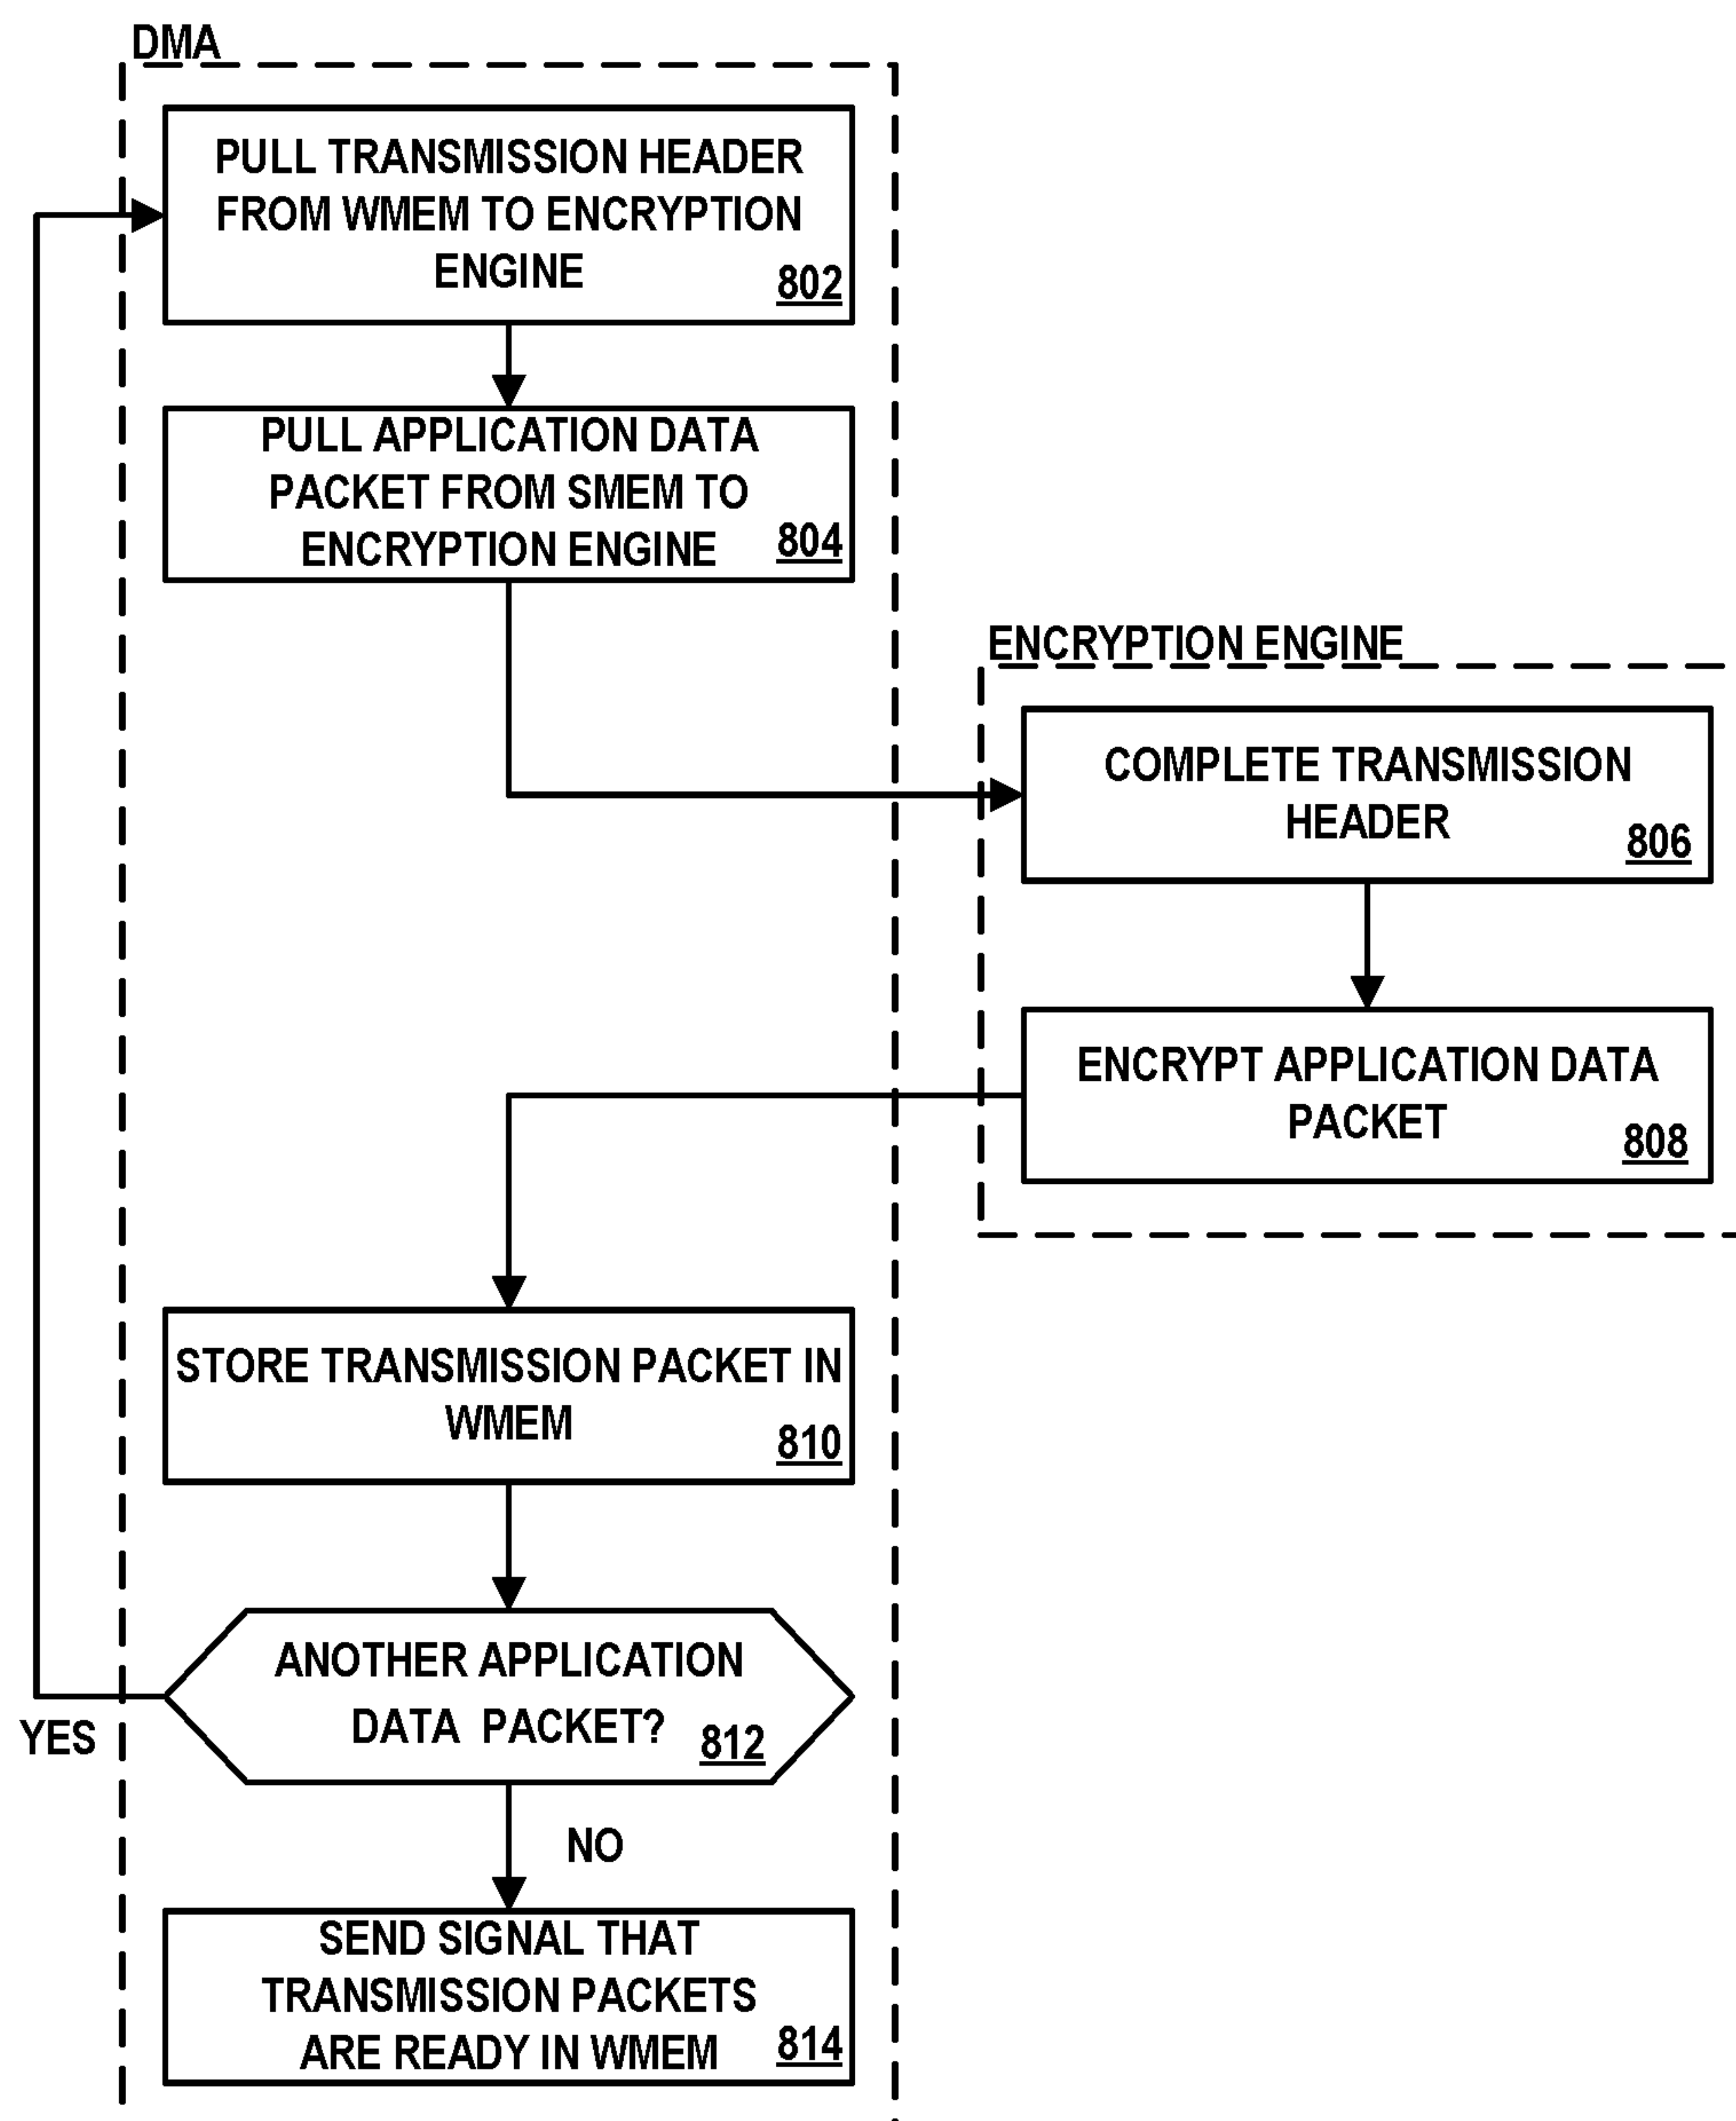 DMA
PULL TRANSMISSION HEADER
FROM WMEM TO ENCRYPTION
ENGINE
802
PULL APPLICATION DATA
PACKET FROM SMEM TO
ENCRYPTION ENGINE
804
ENCRYPTION ENGINE
COMPLETE TRANSMISSION
HEADER
806
ENCRYPT APPLICATION DATA
PACKET
808
STORE TRANSMISSION PACKET IN
WMEM
810
ANOTHER APPLICATION
DATA PACKET?
812
YES
NO
SEND SIGNAL THAT
TRANSMISSION PACKETS
ARE READY IN WMEM
814